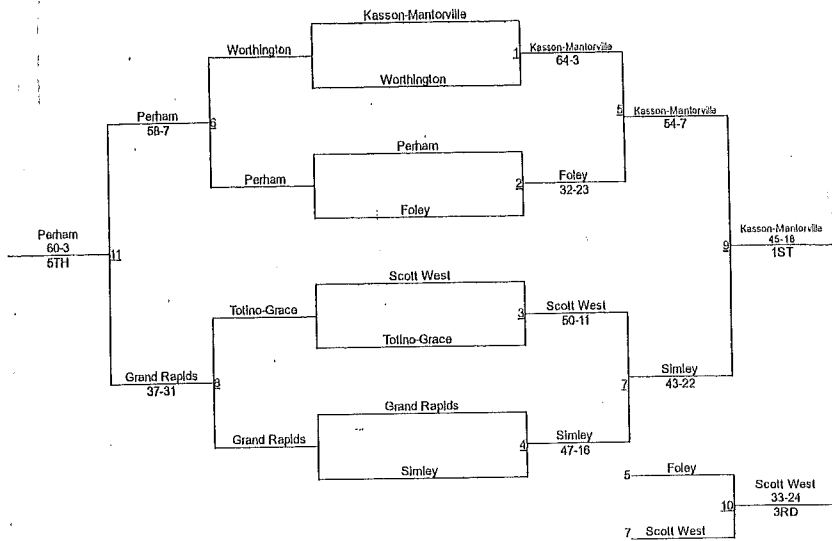 Kasson-Mantorville
Worthington
1
Kasson-Mantorville
64-3
Worthington
Perham
58-7
6
5
Kasson-Mantorville
54-7
Perham
Perham
2
Foley
32-23
Foley
Perham
60-3
5TH
11
9
Kasson-Mantorville
45-18
1ST
Scott West
Totino-Grace
3
Scott West
50-11
Totino-Grace
Grand Rapids
37-31
8
7
Simley
43-22
Grand Rapids
Grand Rapids
4
Simley
47-16
Simley
5
Foley
10
Scott West
33-24
3RD
7
Scott West